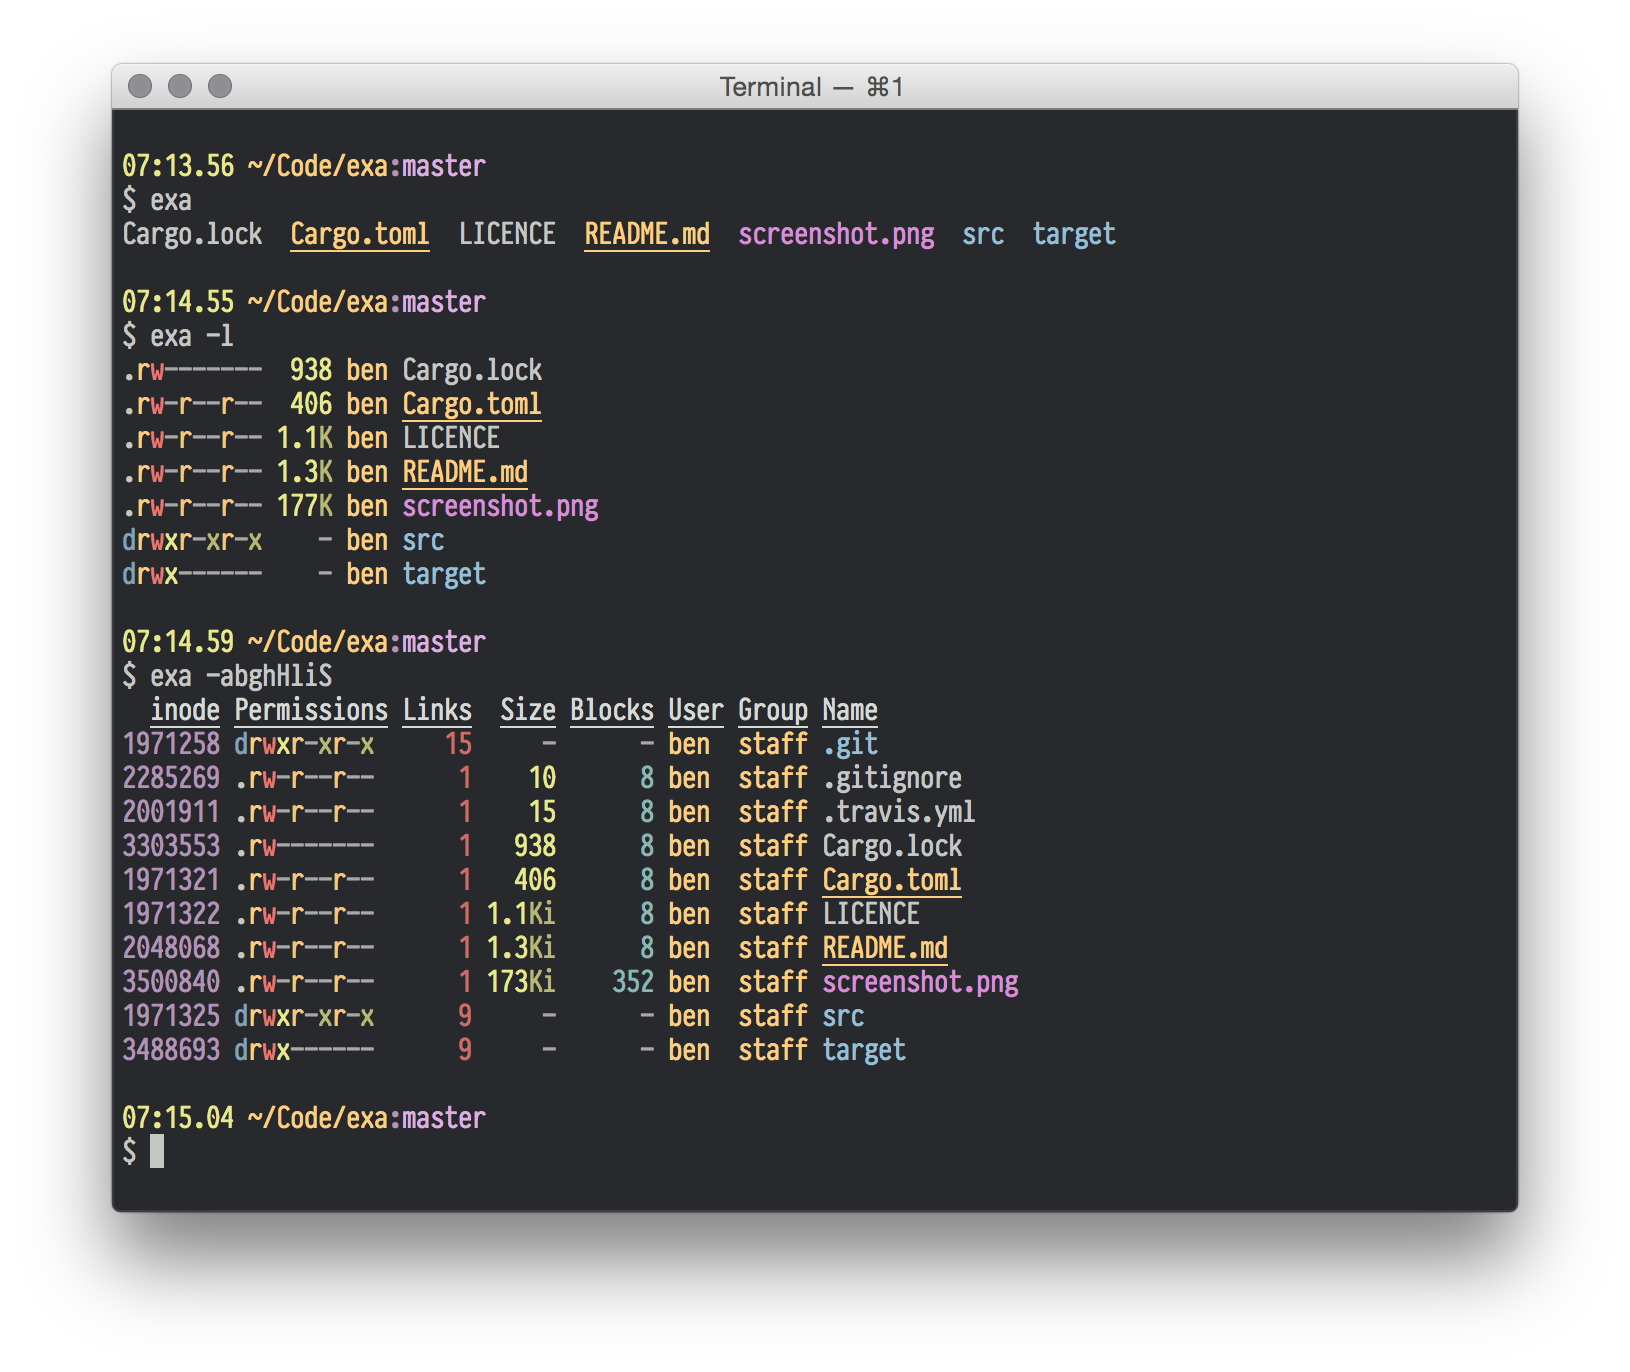 Terminal — ⌘1
07:13.56 ~/Code/exa:master
$ exa
Cargo.lock  Cargo.toml  LICENCE  README.md  screenshot.png  src  target
07:14.55 ~/Code/exa:master
$ exa -l
.rw-------  938 ben Cargo.lock
.rw-r--r--  406 ben Cargo.toml
.rw-r--r-- 1.1K ben LICENCE
.rw-r--r-- 1.3K ben README.md
.rw-r--r-- 177K ben screenshot.png
drwxr-xr-x    - ben src
drwx------    - ben target
07:14.59 ~/Code/exa:master
$ exa -abghHliS
  inode Permissions Links  Size Blocks User Group Name
1971258 drwxr-xr-x     15     -      - ben  staff .git
2285269 .rw-r--r--      1    10      8 ben  staff .gitignore
2001911 .rw-r--r--      1    15      8 ben  staff .travis.yml
3303553 .rw-------      1   938      8 ben  staff Cargo.lock
1971321 .rw-r--r--      1   406      8 ben  staff Cargo.toml
1971322 .rw-r--r--      1 1.1Ki      8 ben  staff LICENCE
2048068 .rw-r--r--      1 1.3Ki      8 ben  staff README.md
3500840 .rw-r--r--      1 173Ki    352 ben  staff screenshot.png
1971325 drwxr-xr-x      9     -      - ben  staff src
3488693 drwx------      9     -      - ben  staff target
07:15.04 ~/Code/exa:master
$